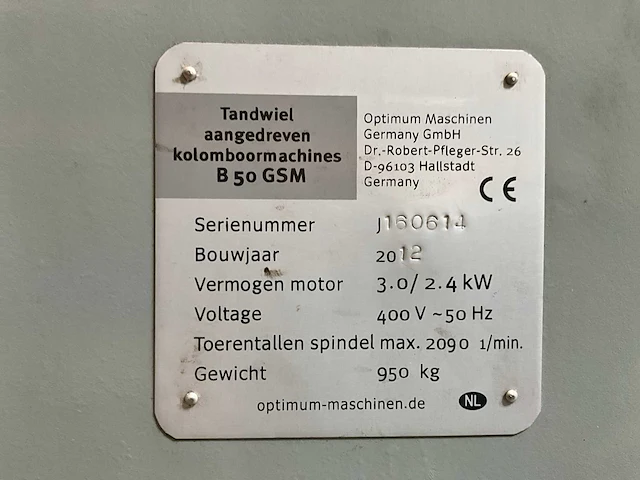 Tandwiel
aangedreven
kolomboormachines
B 50 GSM
Optimum Maschinen
Germany GmbH
Dr.-Robert-Pfleger-Str. 26
D-96103 Hallstadt
Germany
CE
Serienummer J160614
Bouwjaar 2012
Vermogen motor 3.0/ 2.4 kW
Voltage 400 V ~50 Hz
Toerentallen spindel max. 2090 1/min.
Gewicht 950 kg
optimum-maschinen.de NL